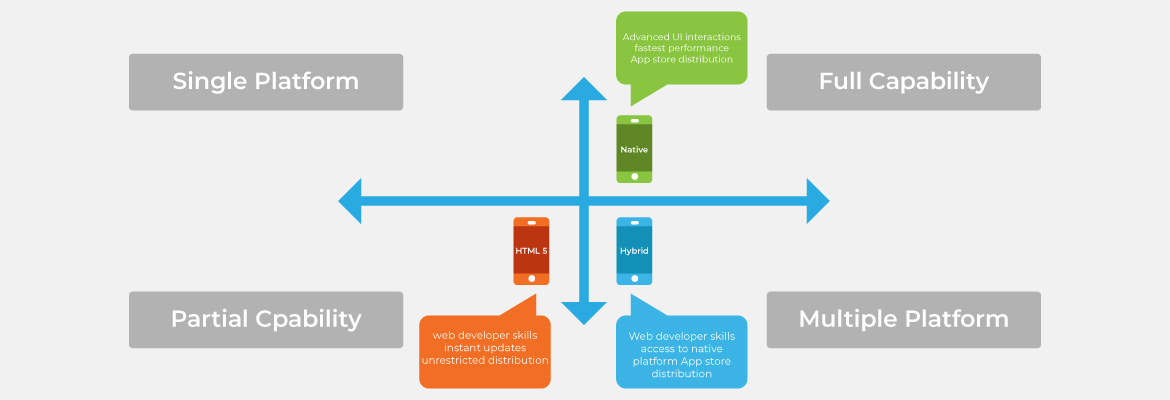 Advanced UI interactions
fastest performance
App store distribution
Single Platform
Full Capability
Native
HTML 5
Hybrid
Partial Cpability
Multiple Platform
web developer skills
instant updates
unrestricted distribution
Web developer skills
access to native
platform App store
distribution